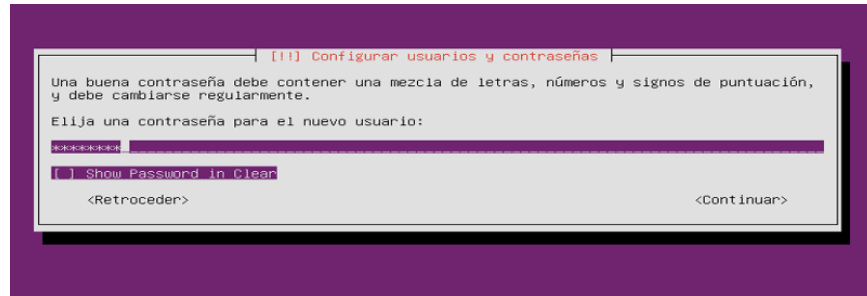 [!!] Configurar usuarios y contraseñas
Una buena contraseña debe contener una mezcla de letras, números y signos de puntuación,
y debe cambiarse regularmente.
Elija una contraseña para el nuevo usuario:
*********
[ ] Show Password in Clear
<Retroceder> <Continuar>